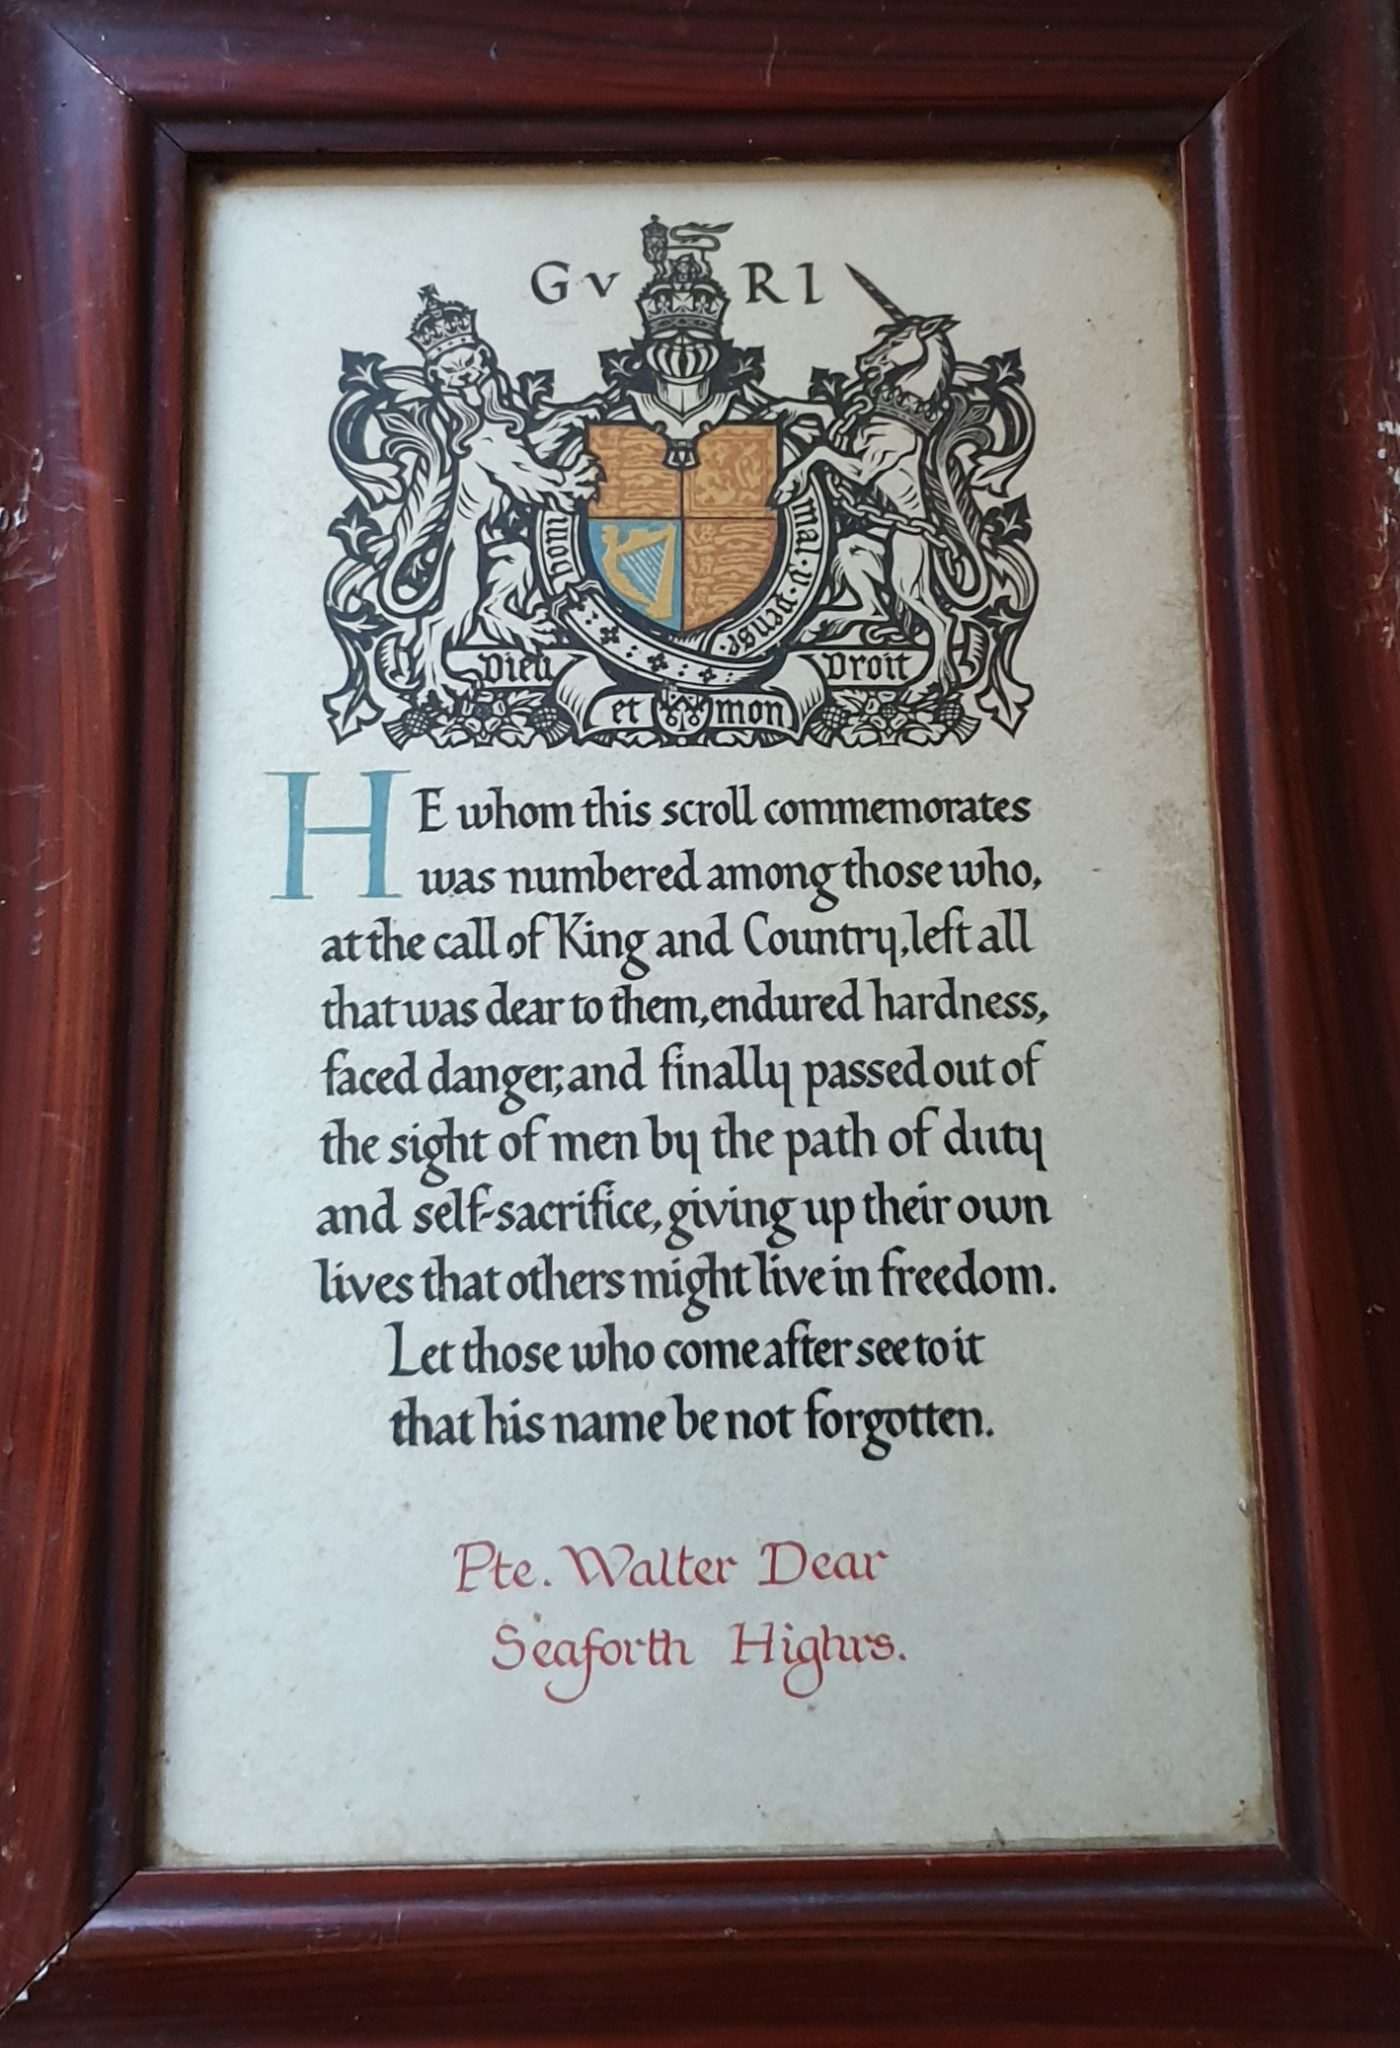 G V R I
honi
mal · y · pense ·
Dieu
et mon
Droit
HE whom this scroll commemorates
was numbered among those who,
at the call of King and Country, left all
that was dear to them, endured hardness,
faced danger, and finally passed out of
the sight of men by the path of duty
and self-sacrifice, giving up their own
lives that others might live in freedom.
Let those who come after see to it
that his name be not forgotten.
Pte. Walter Dear
Seaforth Highrs.